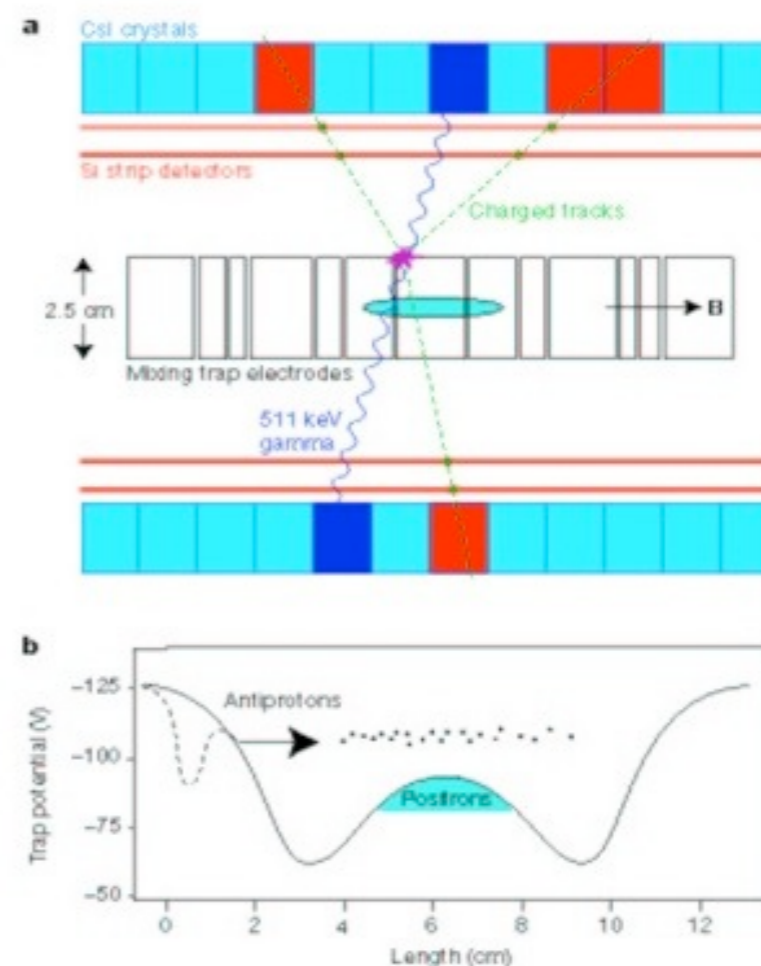 a
CsI crystals
Si strip detectors
Charged tracks
2.5 cm
B
Mixing trap electrodes
511 keV
gamma
b
–125
Antiprotons
–100
Positrons
–75
–50
Trap potential (V)
0 2 4 6 8 10 12
Length (cm)